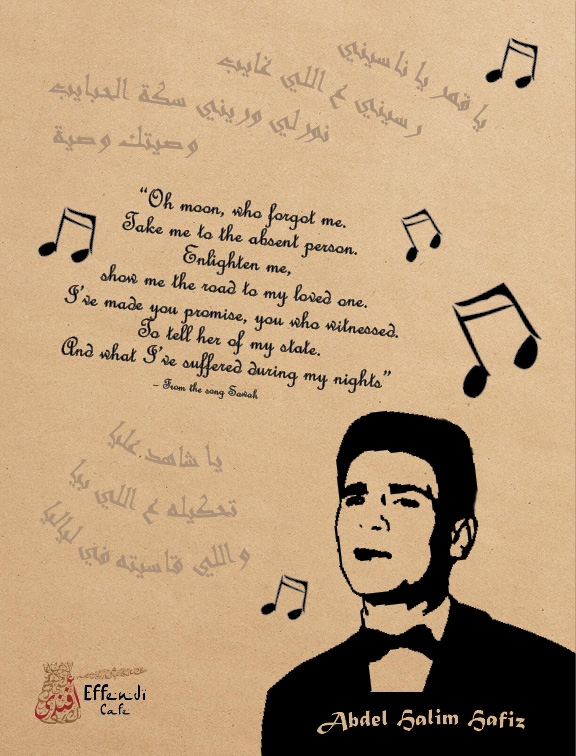 يا قمر يا ناسيني
رسيني ع اللي غايب
نورلي وريني سكة الحبايب
وصيتك وصية
“Oh moon, who forgot me.
Take me to the absent person.
Enlighten me,
show me the road to my loved one.
I've made you promise, you who witnessed.
To tell her of my state.
And what I've suffered during my nights”
- From the song Sawah
يا شاهد عليا
تحكيله ع اللي بيا
واللي قاسيته في لياليا
أفندي
Effendi
Cafe
Abdel Halim Hafiz